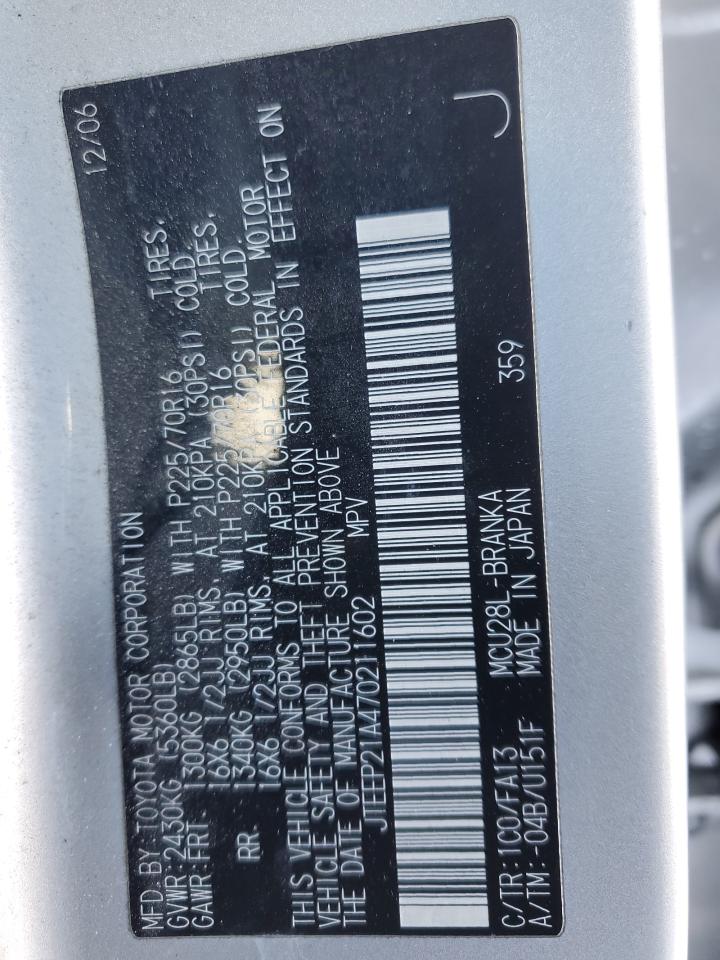 MFD.BY:TOYOTA MOTOR CORPORATION 12/06
GVWR:2430KG (5360LB)
GAWR:FRT. 1300KG (2865LB) WITH P225/70R16 TIRES,
16X6 1/2JJ RIMS, AT 210KPA (30PSI) COLD.
RR. 1340KG (2950LB) WITH P225/70R16 TIRES,
16X6 1/2JJ RIMS, AT 210KPA (30PSI) COLD.
THIS VEHICLE CONFORMS TO ALL APPLICABLE FEDERAL MOTOR
VEHICLE SAFETY AND THEFT PREVENTION STANDARDS IN EFFECT ON
THE DATE OF MANUFACTURE SHOWN ABOVE
JTEEP21A470211602 MPV
C/TR:1C0/FA13 MCU28L-BRANKA 359
A/TM:-04B/U151F MADE IN JAPAN
J